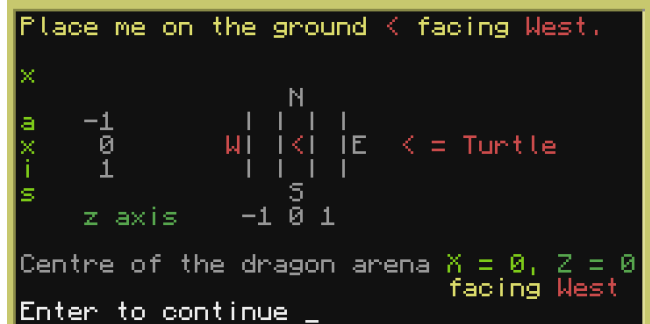 Place me on the ground < facing West.
x
N
a -1 | | | |
x 0 W| |<| |E < = Turtle
i 1 | | | |
s S
z axis -1 0 1
Centre of the dragon arena X = 0, Z = 0
facing West
Enter to continue _